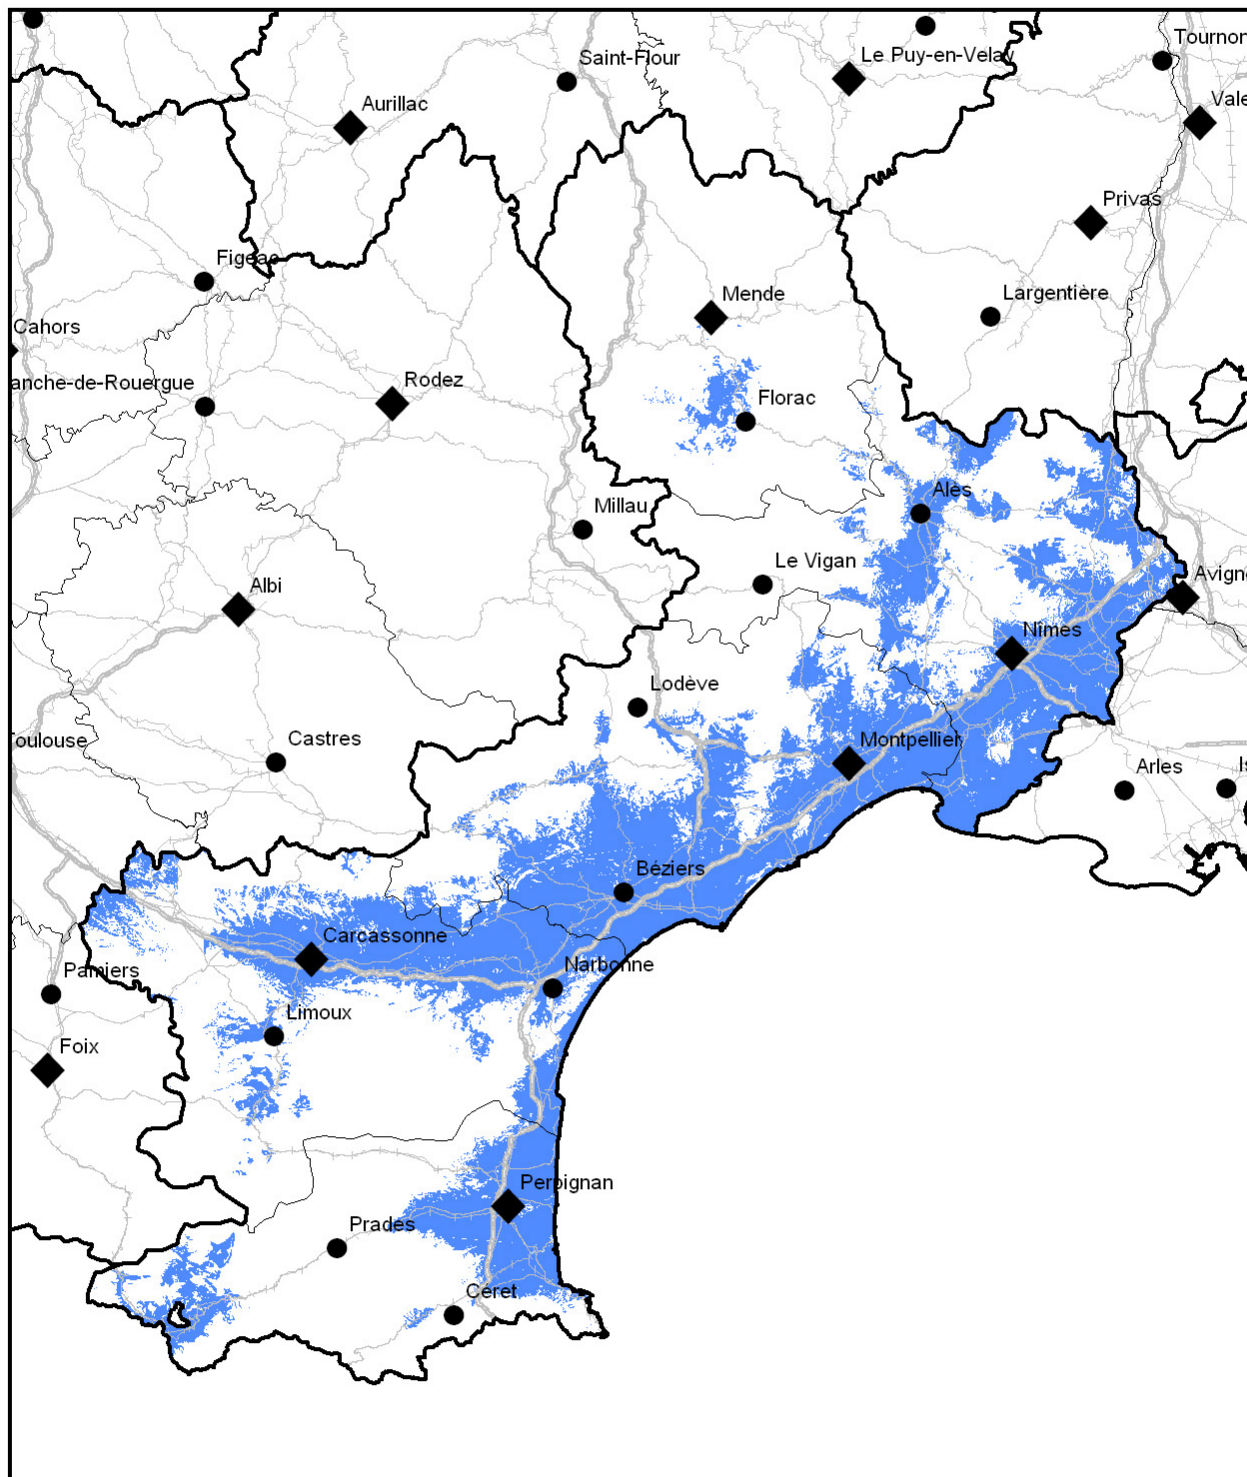 Tournon
Saint-Flour
Le Puy-en-Velay
Aurillac
Vale
Privas
Figeac
Mende
Largentière
Cahors
anche-de-Rouergue
Rodez
Florac
Alès
Millau
Le Vigan
Albi
Avigno
Nîmes
Lodève
Toulouse
Castres
Montpellier
Arles
Is
Béziers
Carcassonne
Narbonne
Pamiers
Limoux
Foix
Perpignan
Prades
Céret